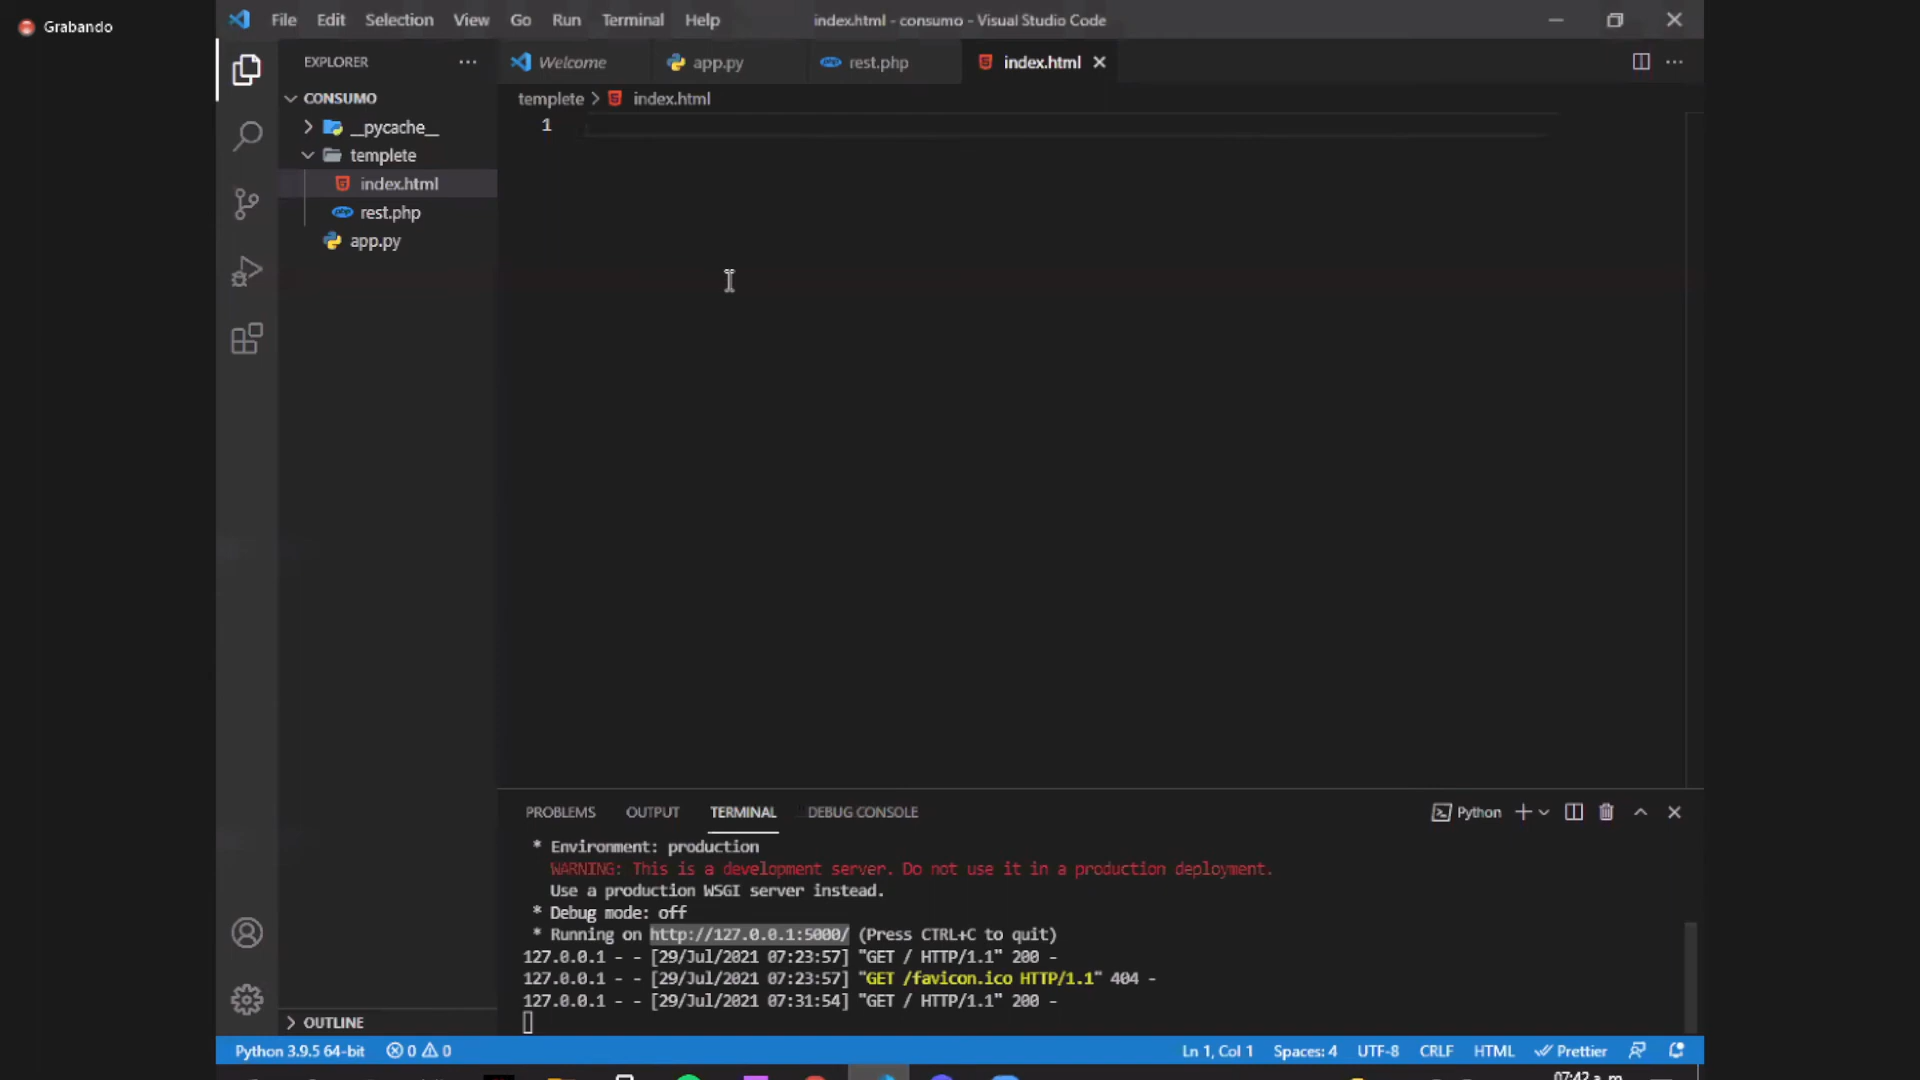 Grabando
File Edit Selection View Go Run Terminal Help
index.html - consumo - Visual Studio Code
EXPLORER
Welcome
app.py
rest.php
index.html
CONSUMO
templete > index.html
__pycache__
1
templete
index.html
rest.php
app.py
PROBLEMS OUTPUT TERMINAL DEBUG CONSOLE
Python
* Environment: production
WARNING: This is a development server. Do not use it in a production deployment.
Use a production WSGI server instead.
* Debug mode: off
* Running on http://127.0.0.1:5000/ (Press CTRL+C to quit)
127.0.0.1 - - [29/Jul/2021 07:23:57] "GET / HTTP/1.1" 200 -
127.0.0.1 - - [29/Jul/2021 07:23:57] "GET /favicon.ico HTTP/1.1" 404 -
127.0.0.1 - - [29/Jul/2021 07:31:54] "GET / HTTP/1.1" 200 -
OUTLINE
Python 3.9.5 64-bit 0 0 Ln 1, Col 1 Spaces: 4 UTF-8 CRLF HTML Prettier
07:42 a. m.